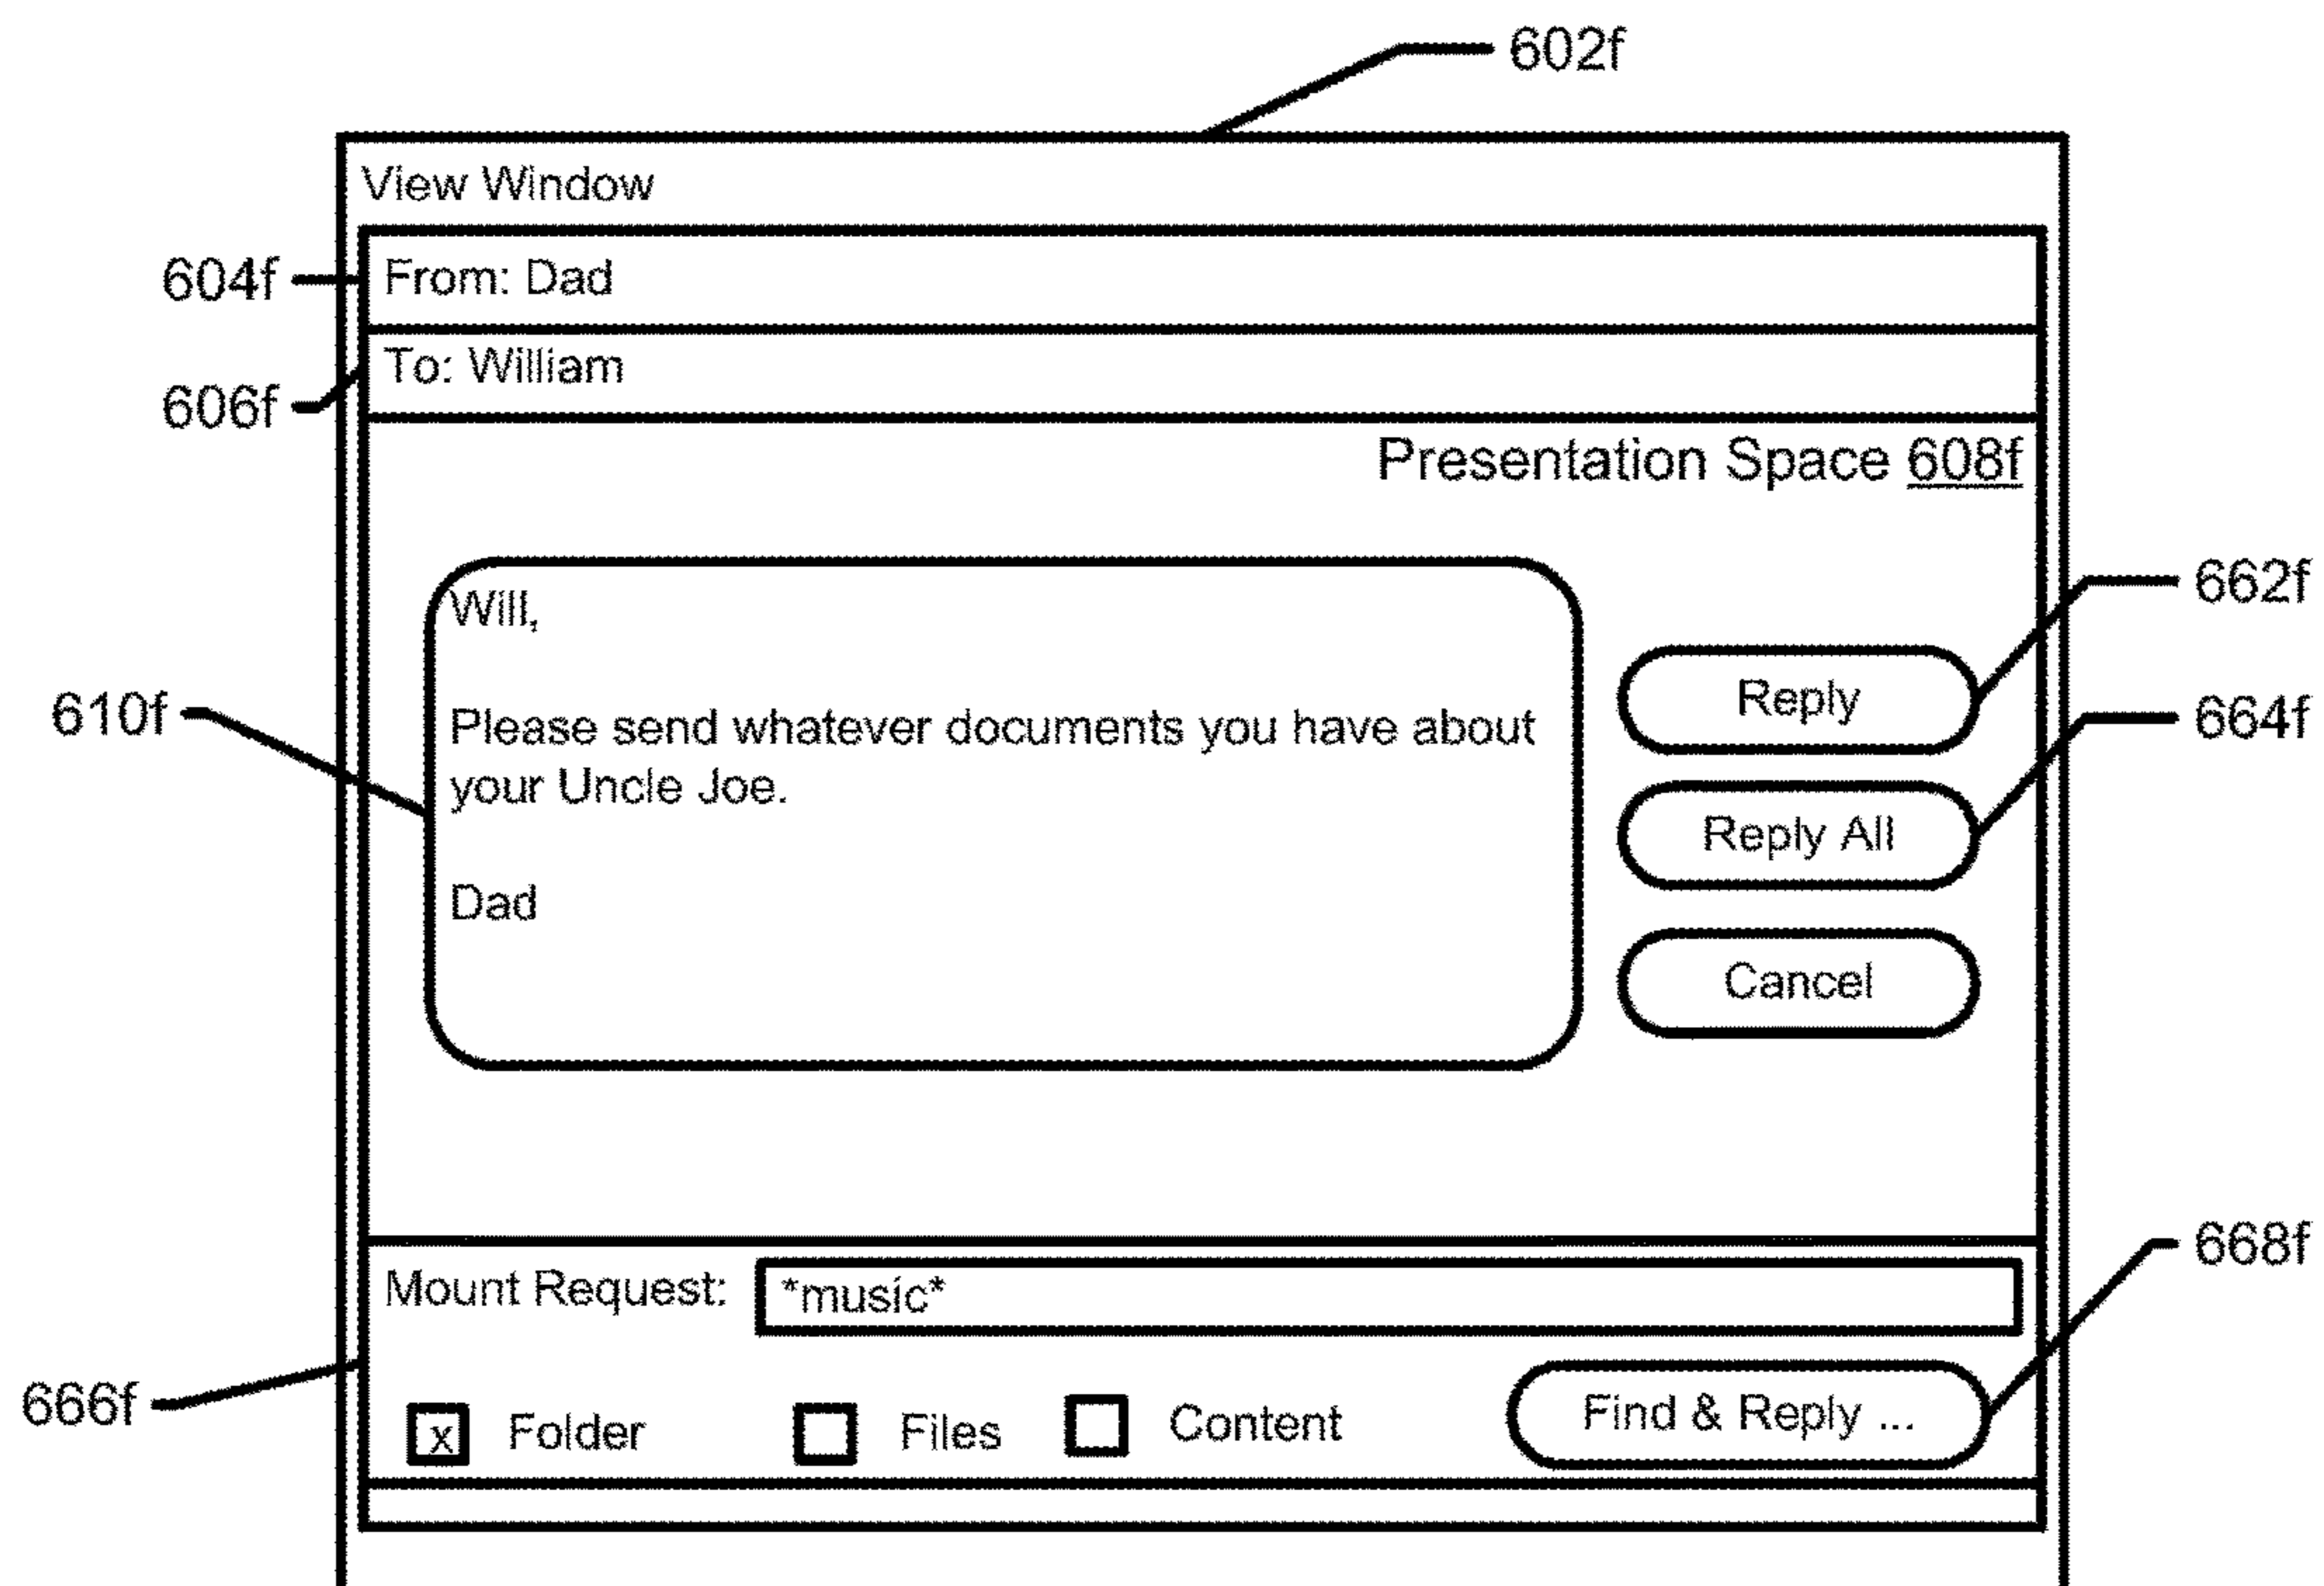 602f
View Window
604f
From: Dad
To: William
606f
Presentation Space 608f
662f
Will,
Reply
664f
610f
Please send whatever documents you have about
your Uncle Joe.
Reply All
Dad
Cancel
668f
Mount Request:
*music*
666f
x Folder
Files
Content
Find & Reply ...